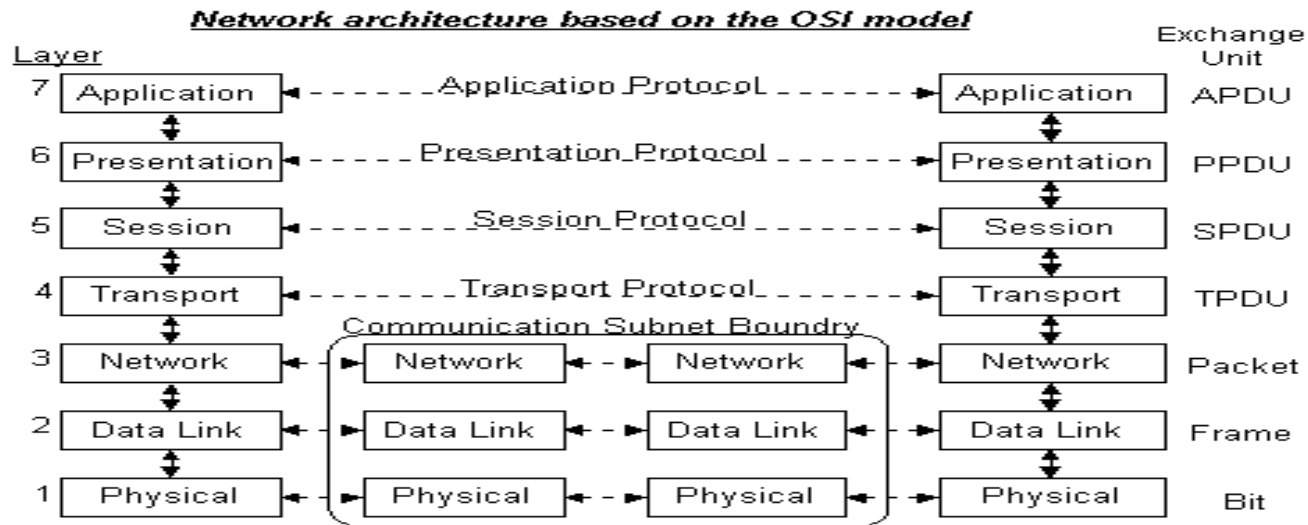 Network architecture based on the OSI model
Exchange
Unit
Layer
7 Application Application Protocol Application APDU
6 Presentation Presentation Protocol Presentation PPDU
5 Session Session Protocol Session SPDU
4 Transport Transport Protocol Transport TPDU
Communication Subnet Boundry
3 Network Network Network Network Packet
2 Data Link Data Link Data Link Data Link Frame
1 Physical Physical Physical Physical Bit